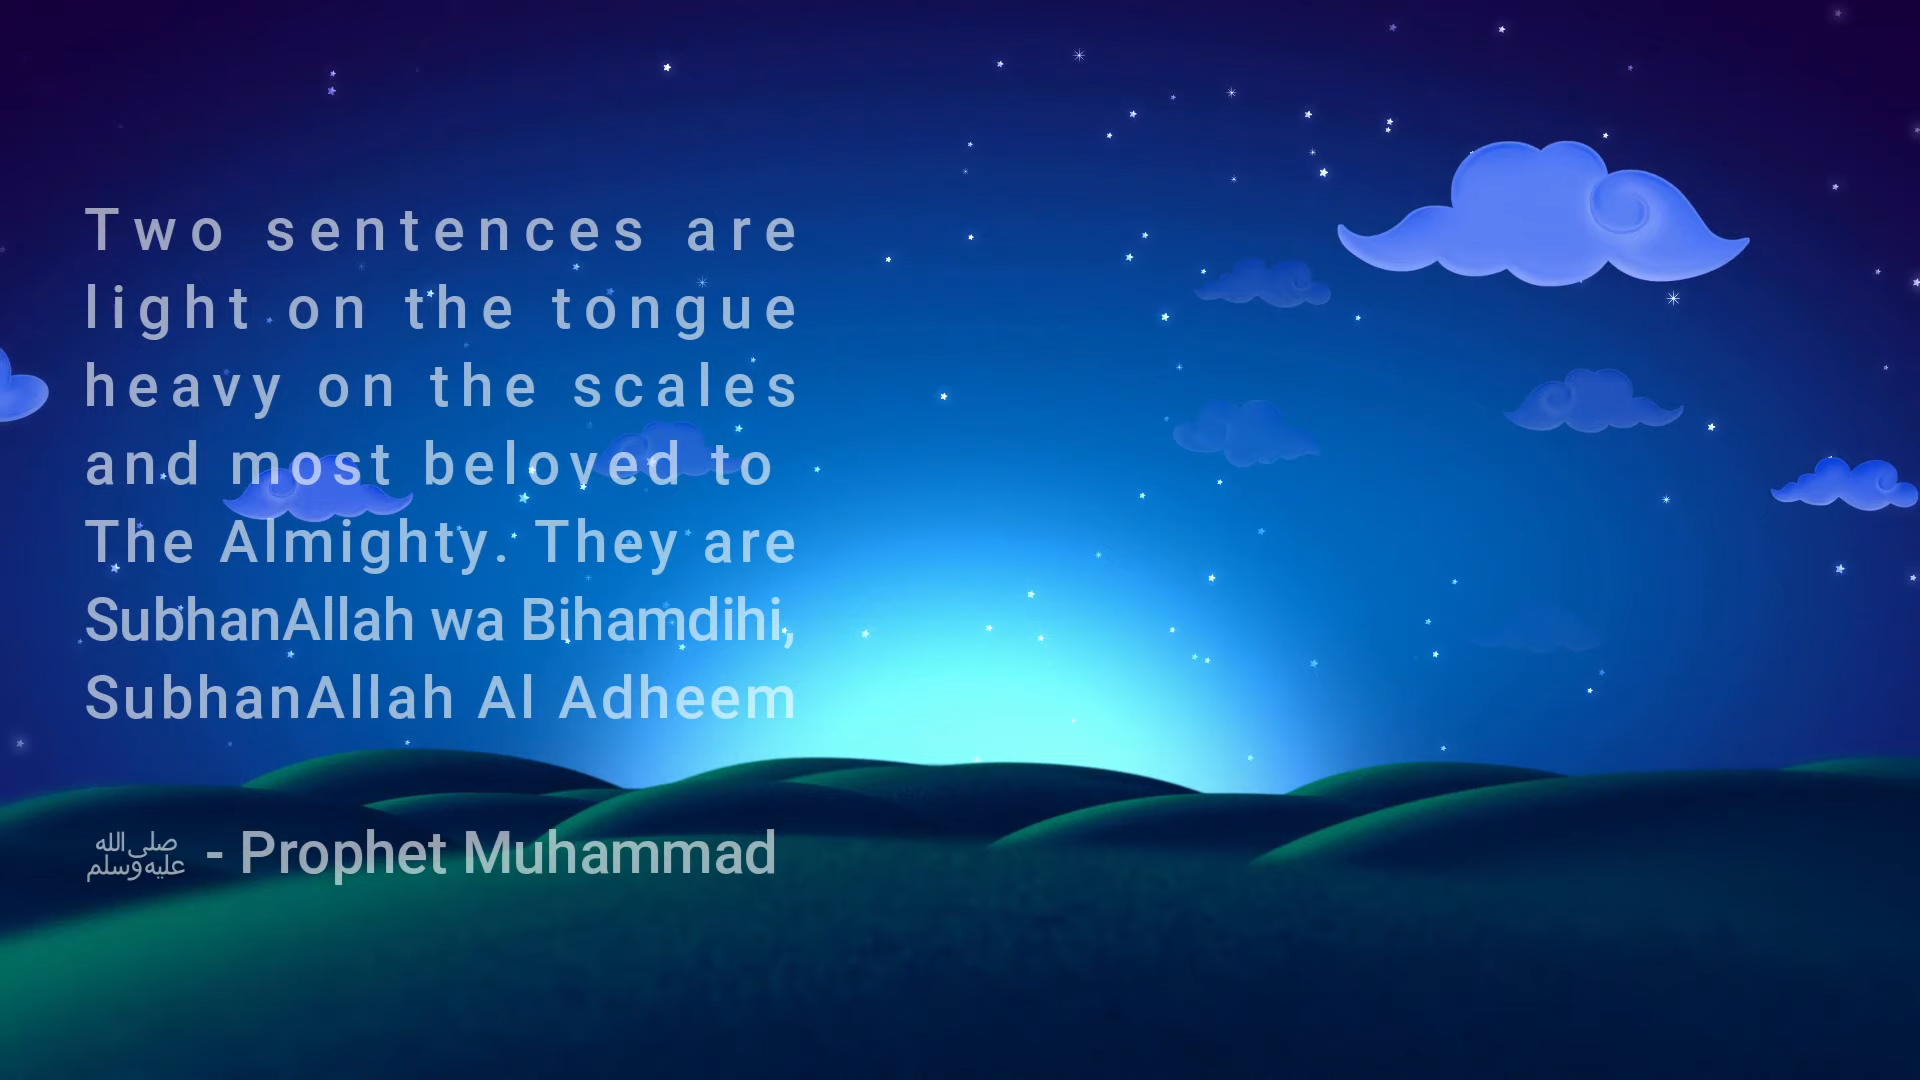 Two sentences are
light on the tongue
heavy on the scales
and most beloved to
The Almighty. They are
SubhanAllah wa Bihamdihi,
SubhanAllah Al Adheem
ﷺ - Prophet Muhammad